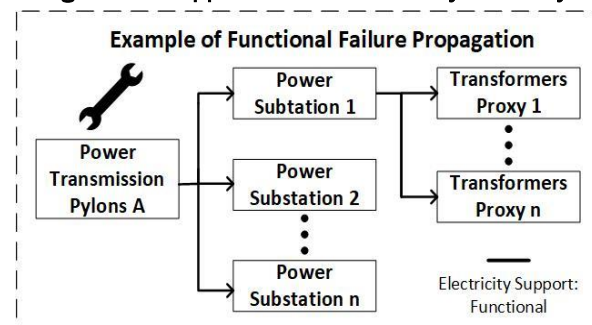 Example of Functional Failure Propagation
Power
Transmission
Pylons A
Power
Subtation 1
Power
Substation 2
Power
Substation n
Transformers
Proxy 1
Transformers
Proxy n
Electricity Support:
Functional